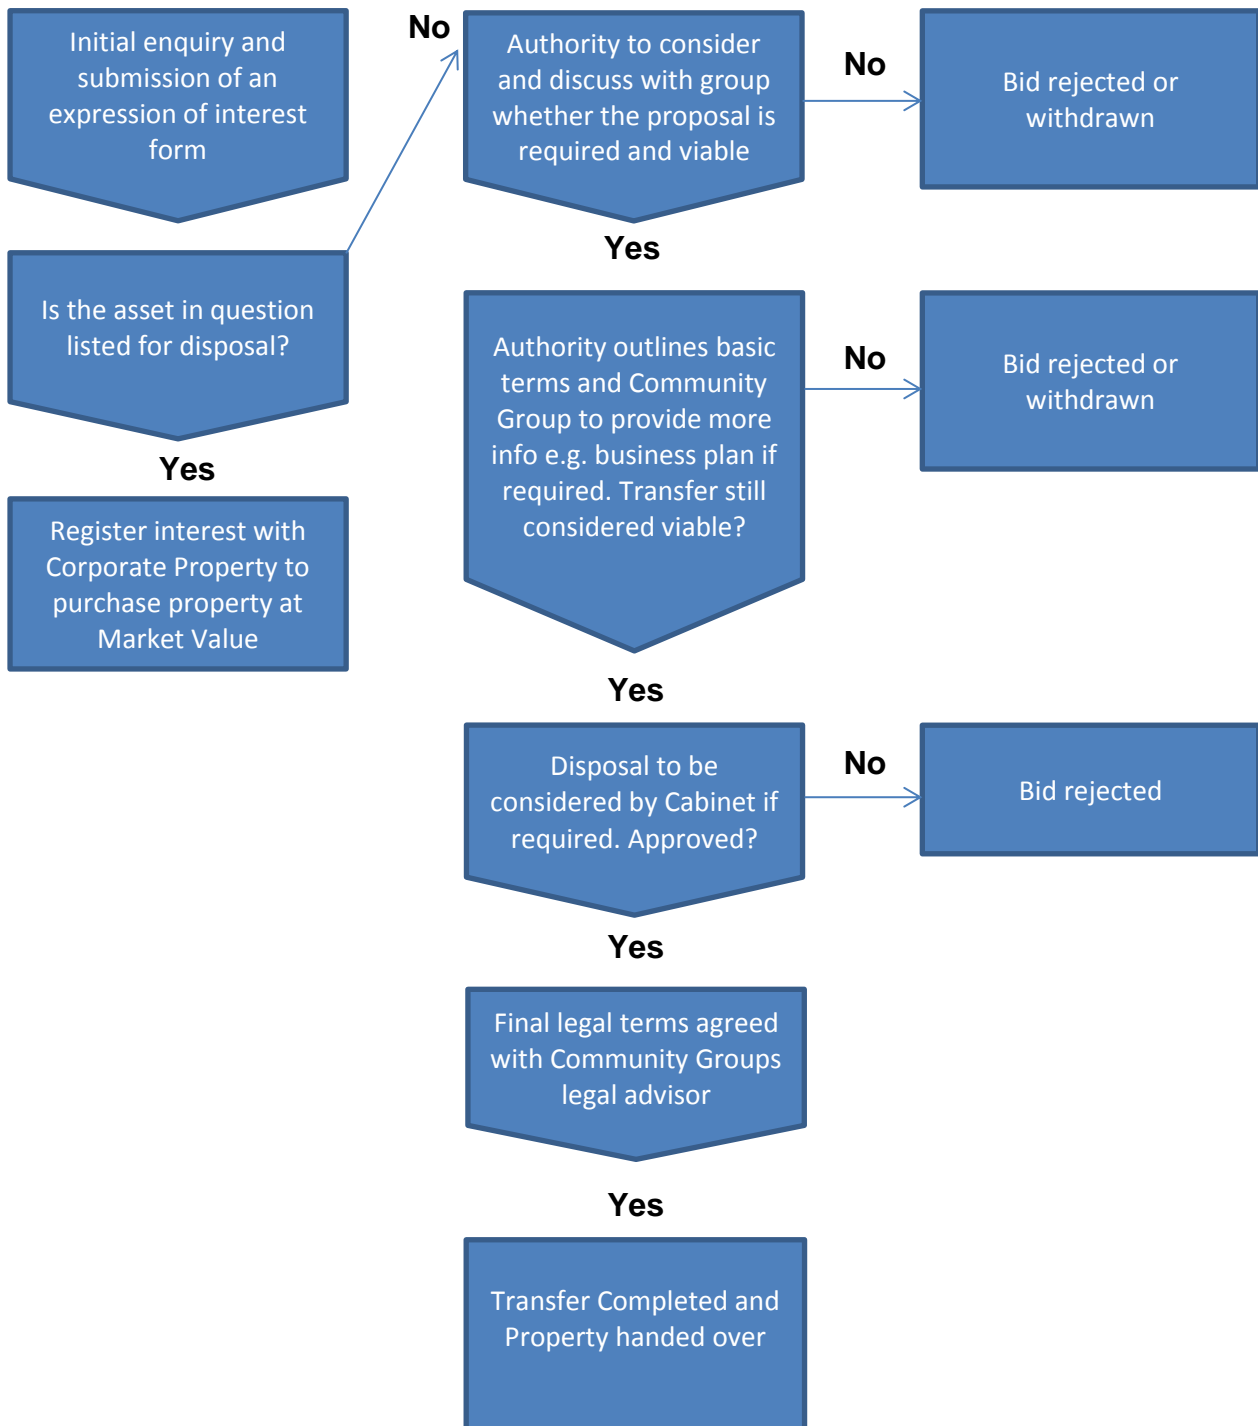 Initial enquiry and
submission of an
expression of interest
form
Is the asset in question
listed for disposal?
Yes
Register interest with
Corporate Property to
purchase property at
Market Value
No
Authority to consider
and discuss with group
whether the proposal is
required and viable
No
Bid rejected or
withdrawn
Yes
Authority outlines basic
terms and Community
Group to provide more
info e.g. business plan if
required. Transfer still
considered viable?
No
Bid rejected or
withdrawn
Yes
Disposal to be
considered by Cabinet if
required. Approved?
No
Bid rejected
Yes
Final legal terms agreed
with Community Groups
legal advisor
Yes
Transfer Completed and
Property handed over